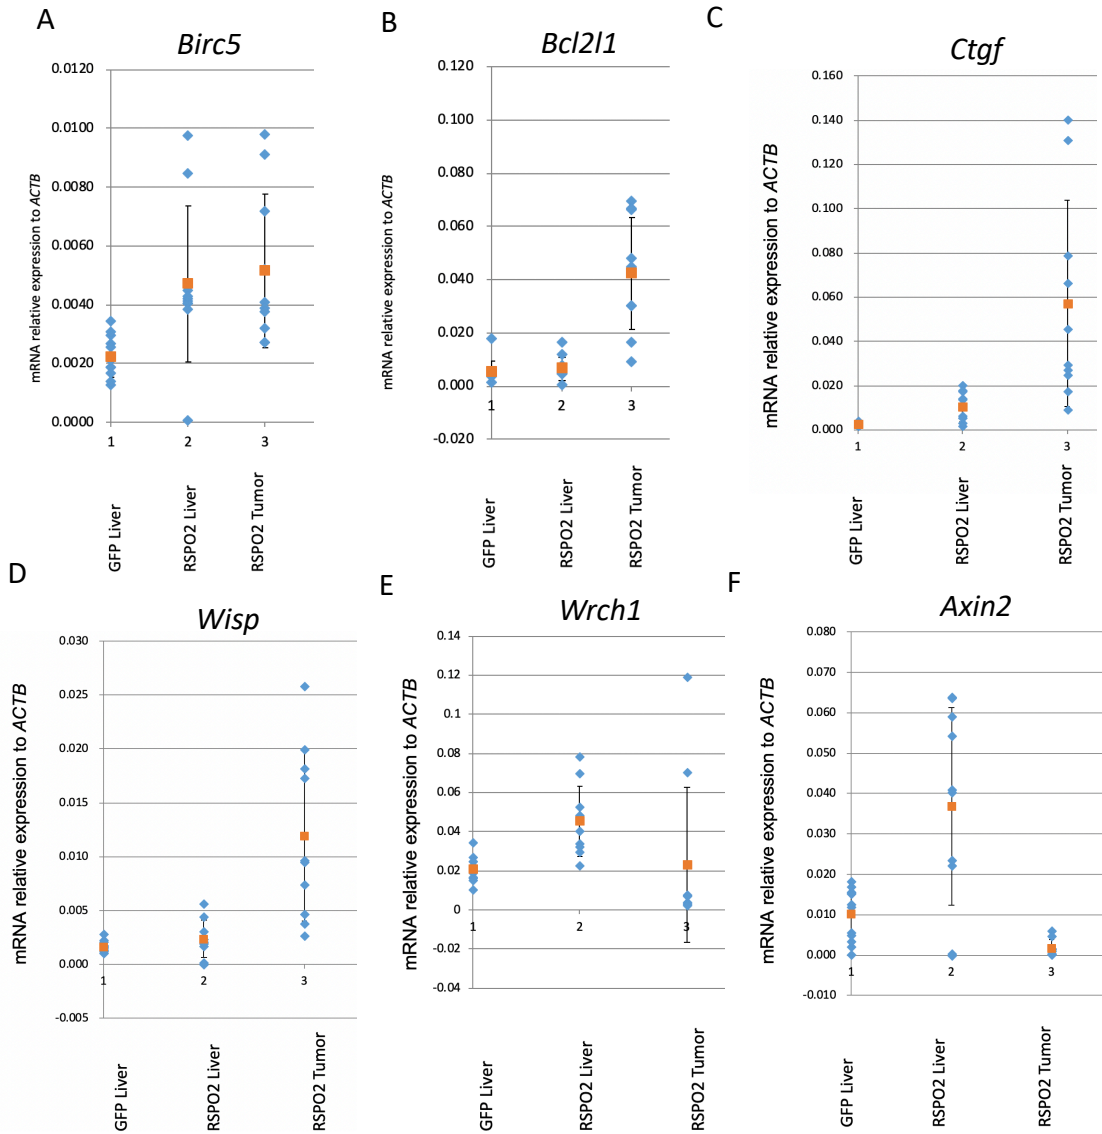 A
Birc5
mRNA relative expression to ACTB
0.0120
0.0100
0.0080
0.0060
0.0040
0.0020
0.0000
1 2 3
GFP Liver
RSPO2 Liver
RSPO2 Tumor
B
Bcl2l1
mRNA relative expression to ACTB
0.120
0.100
0.080
0.060
0.040
0.020
0.000
-0.020
1 2 3
GFP Liver
RSPO2 Liver
RSPO2 Tumor
C
Ctgf
mRNA relative expression to ACTB
0.160
0.140
0.120
0.100
0.080
0.060
0.040
0.020
0.000
1 2 3
GFP Liver
RSPO2 Liver
RSPO2 Tumor
D
Wisp
mRNA relative expression to ACTB
0.030
0.025
0.020
0.015
0.010
0.005
0.000
-0.005
1 2 3
GFP Liver
RSPO2 Liver
RSPO2 Tumor
E
Wrch1
mRNA relative expression to ACTB
0.14
0.12
0.1
0.08
0.06
0.04
0.02
0
-0.02
-0.04
1 2 3
GFP Liver
RSPO2 Liver
RSPO2 Tumor
F
Axin2
mRNA relative expression to ACTB
0.080
0.070
0.060
0.050
0.040
0.030
0.020
0.010
0.000
-0.010
1 2 3
GFP Liver
RSPO2 Liver
RSPO2 Tumor